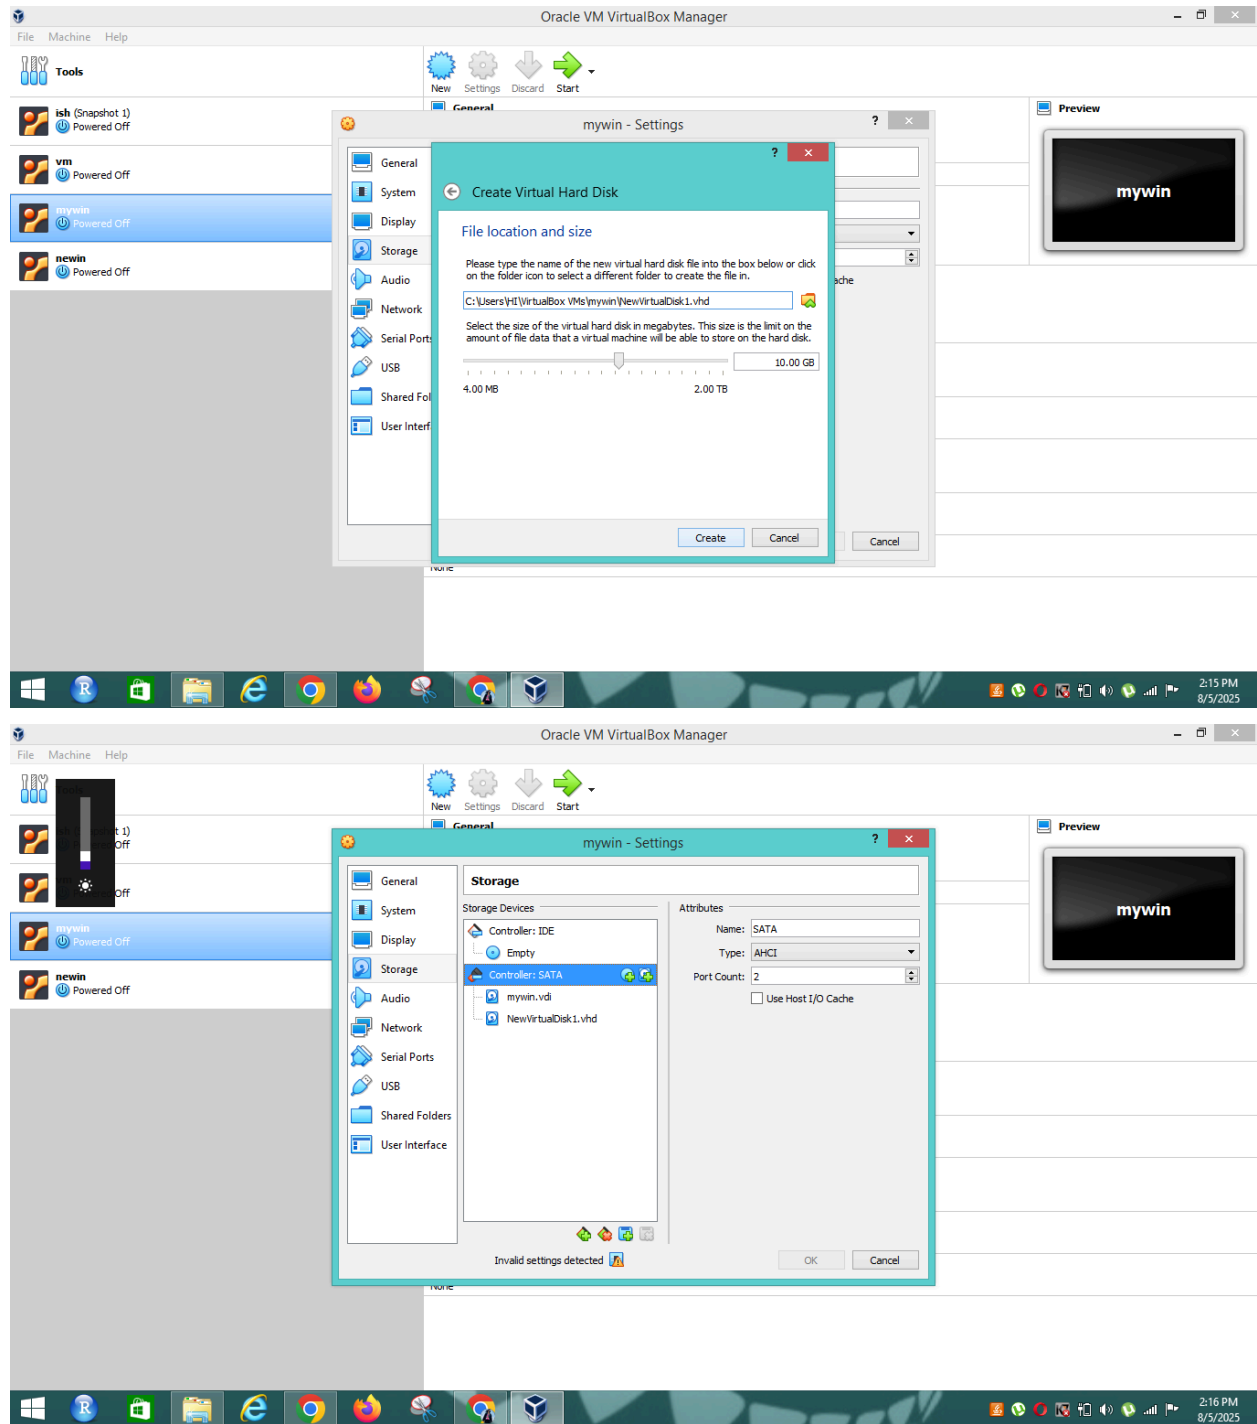 Oracle VM VirtualBox Manager
File Machine Help
Tools
New Settings Discard Start
ish (Snapshot 1)
Powered Off
vm
Powered Off
mywin
Powered Off
newin
Powered Off
General
Preview
mywin
mywin - Settings
?
General
System
Display
Storage
Audio
Network
Serial Ports
USB
Shared Fol
User Interf
ache
Cancel
None
?
Create Virtual Hard Disk
File location and size
Please type the name of the new virtual hard disk file into the box below or click
on the folder icon to select a different folder to create the file in.
C:\Users\HI\VirtualBox VMs\mywin\NewVirtualDisk1.vhd
Select the size of the virtual hard disk in megabytes. This size is the limit on the
amount of file data that a virtual machine will be able to store on the hard disk.
10.00 GB
4.00 MB 2.00 TB
Create Cancel
R
2:15 PM
8/5/2025
Oracle VM VirtualBox Manager
File Machine Help
Tools
New Settings Discard Start
t 1)
Off
Off
mywin
Powered Off
newin
Powered Off
General
Preview
mywin
mywin - Settings
?
General
System
Display
Storage
Audio
Network
Serial Ports
USB
Shared Folders
User Interface
Storage
Storage Devices
Controller: IDE
Empty
Controller: SATA
mywin.vdi
NewVirtualDisk1.vhd
Attributes
Name: SATA
Type: AHCI
Port Count: 2
Use Host I/O Cache
Invalid settings detected
OK Cancel
None
R
2:16 PM
8/5/2025